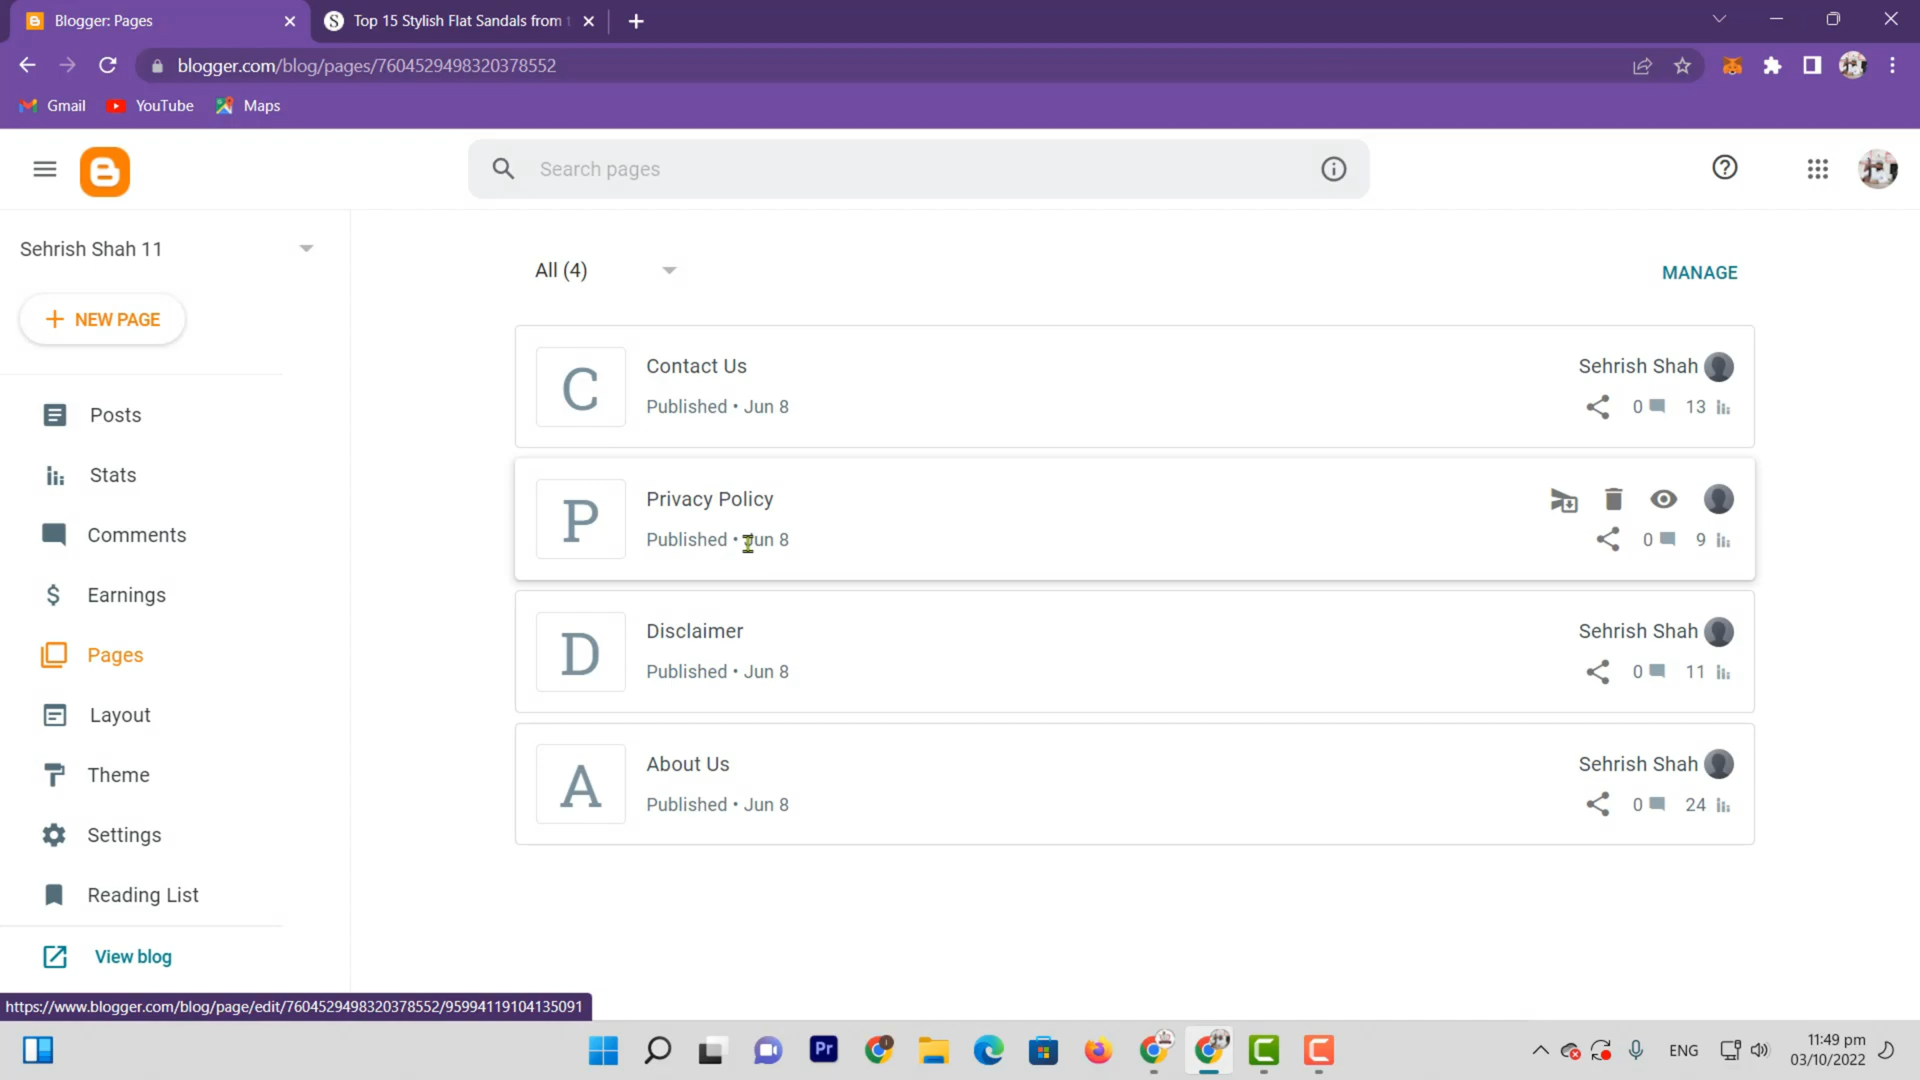 Blogger: Pages
Top 15 Stylish Flat Sandals from t
blogger.com/blog/pages/7604529498320378552
Gmail
YouTube
Maps
Search pages
Sehrish Shah 11
NEW PAGE
Posts
Stats
Comments
Earnings
Pages
Layout
Theme
Settings
Reading List
View blog
All (4)
MANAGE
C
Contact Us
Published • Jun 8
Sehrish Shah
0
13
P
Privacy Policy
Published • Jun 8
0
9
D
Disclaimer
Published • Jun 8
Sehrish Shah
0
11
A
About Us
Published • Jun 8
Sehrish Shah
0
24
https://www.blogger.com/blog/page/edit/7604529498320378552/95994119104135091
Pr
ENG
11:49 pm
03/10/2022